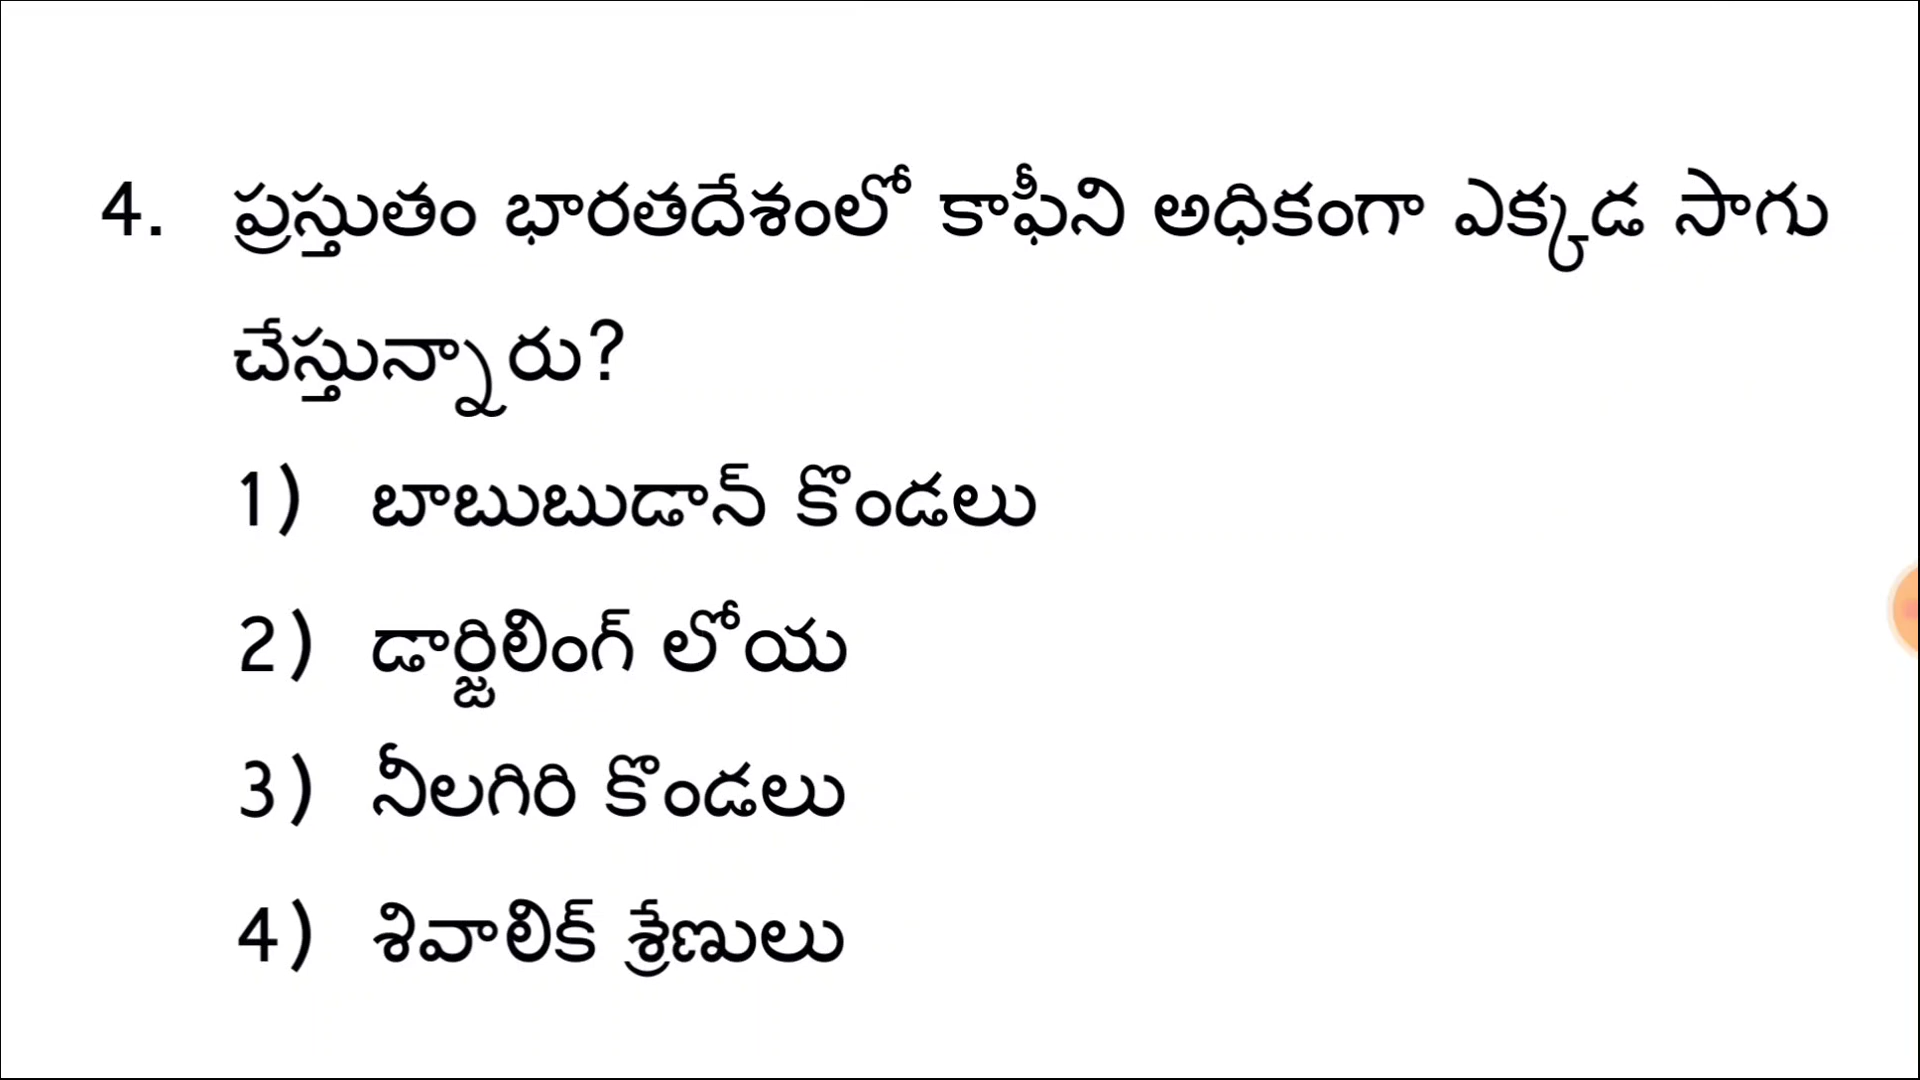 4. ప్రస్తుతం భారతదేశంలో కాఫీని అధికంగా ఎక్కడ సాగు
చేస్తున్నారు?
1) బాబుబుడాన్ కొండలు
2) డార్జిలింగ్ లోయ
3) నీలగిరి కొండలు
4) శివాలిక్ శ్రేణులు